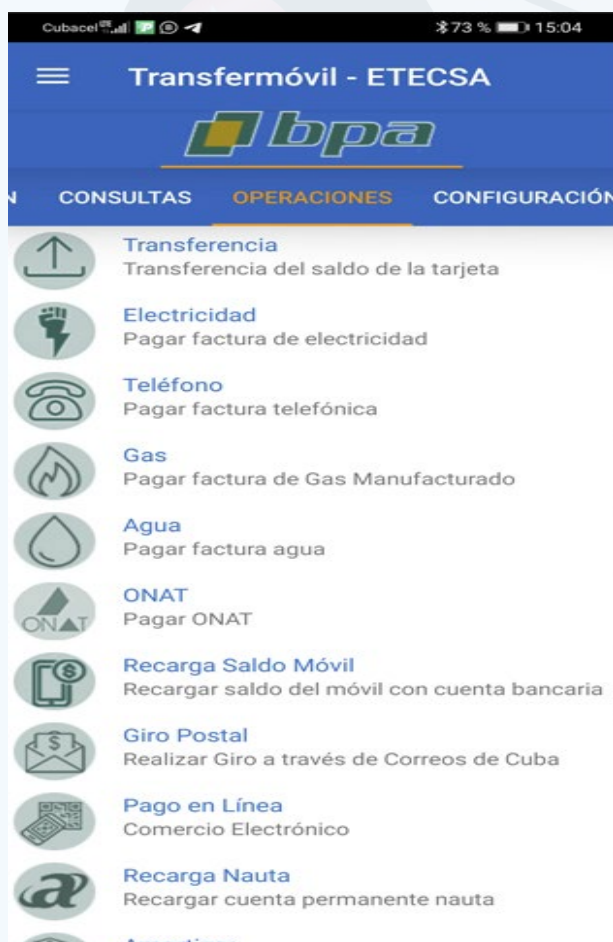 Cubacel
73 % 15:04
Transfermóvil - ETECSA
bpa
N CONSULTAS OPERACIONES CONFIGURACIÓN
Transferencia
Transferencia del saldo de la tarjeta
Electricidad
Pagar factura de electricidad
Teléfono
Pagar factura telefónica
Gas
Pagar factura de Gas Manufacturado
Agua
Pagar factura agua
ONAT
ONAT
Pagar ONAT
Recarga Saldo Móvil
Recargar saldo del móvil con cuenta bancaria
Giro Postal
Realizar Giro a través de Correos de Cuba
Pago en Línea
Comercio Electrónico
Recarga Nauta
Recargar cuenta permanente nauta